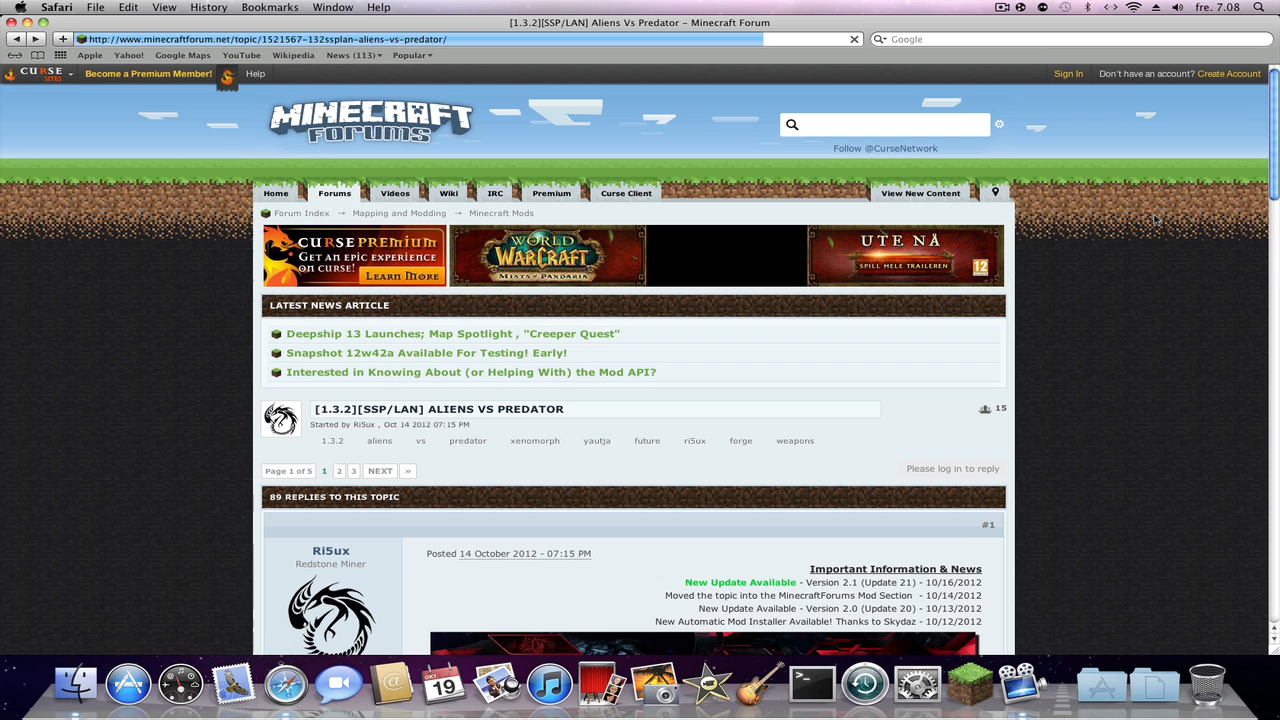 Safari File Edit View History Bookmarks Window Help fre. 7.08
[1.3.2][SSP/LAN] Aliens Vs Predator – Minecraft Forum
http://www.minecraftforum.net/topic/1521567-132ssplan-aliens-vs-predator/ Google
Apple Yahoo! Google Maps YouTube Wikipedia News (113) Popular
CURSE SITES Become a Premium Member! Help Sign In Don't have an account? Create Account
MINECRAFT
FORUMS
Follow @CurseNetwork
Home Forums Videos Wiki IRC Premium Curse Client View New Content
Forum Index → Mapping and Modding → Minecraft Mods
CURSE PREMIUM
GET AN EPIC EXPERIENCE
ON CURSE! LEARN MORE
WORLD
OF
WARCRAFT
MISTS OF PANDARIA
UTE NÅ
SPILL HELE TRAILEREN
12
LATEST NEWS ARTICLE
Deepship 13 Launches; Map Spotlight , "Creeper Quest"
Snapshot 12w42a Available For Testing! Early!
Interested in Knowing About (or Helping With) the Mod API?
[1.3.2][SSP/LAN] ALIENS VS PREDATOR 15
Started by Ri5ux , Oct 14 2012 07:15 PM
1.3.2 aliens vs predator xenomorph yautja future ri5ux forge weapons
Page 1 of 5 1 2 3 NEXT » Please log in to reply
89 REPLIES TO THIS TOPIC
#1
Ri5ux
Redstone Miner
Posted 14 October 2012 - 07:15 PM
Important Information & News
New Update Available - Version 2.1 (Update 21) - 10/16/2012
Moved the topic into the MinecraftForums Mod Section - 10/14/2012
New Update Available - Version 2.0 (Update 20) - 10/13/2012
New Automatic Mod Installer Available! Thanks to Skydaz - 10/12/2012
OKT.
19